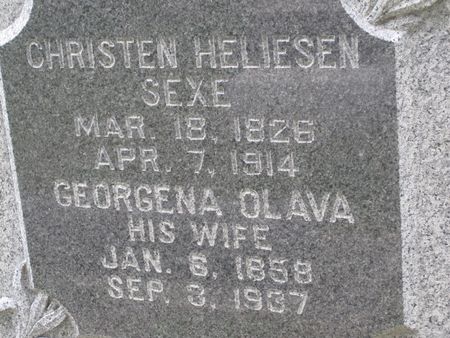 CHRISTEN HELIESEN
SEXE
MAR. 18, 1826
APR. 7, 1914
GEORGENA OLAVA
HIS WIFE
JAN. 6, 1858
SEP. 3, 1937